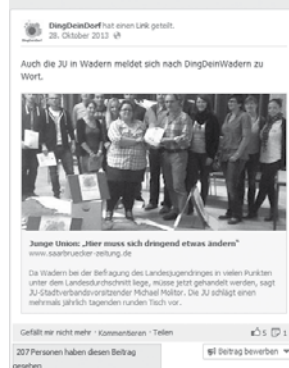 DingDeinDorf hat einen Link geteilt.
28. Oktober 2013
Auch die JU in Wadern meldet sich nach DingDeinWadern zu
Wort.
Junge Union: „Hier muss sich dringend etwas ändern"
www.saarbruecker-zeitung.de
Da Wadern bei der Befragung des Landesjugendringes in vielen Punkten
unter dem Landesdurchschnitt liege, müsse jetzt gehandelt werden, sagt
JU-Stadtverbandsvorsitzender Michael Molitor. Die JU schlägt einen
mehrmals jährlich tagenden runden Tisch vor.
Gefällt mir nicht mehr · Kommentieren · Teilen 5 1
207 Personen haben diesen Beitrag Beitrag bewerben
gesehen